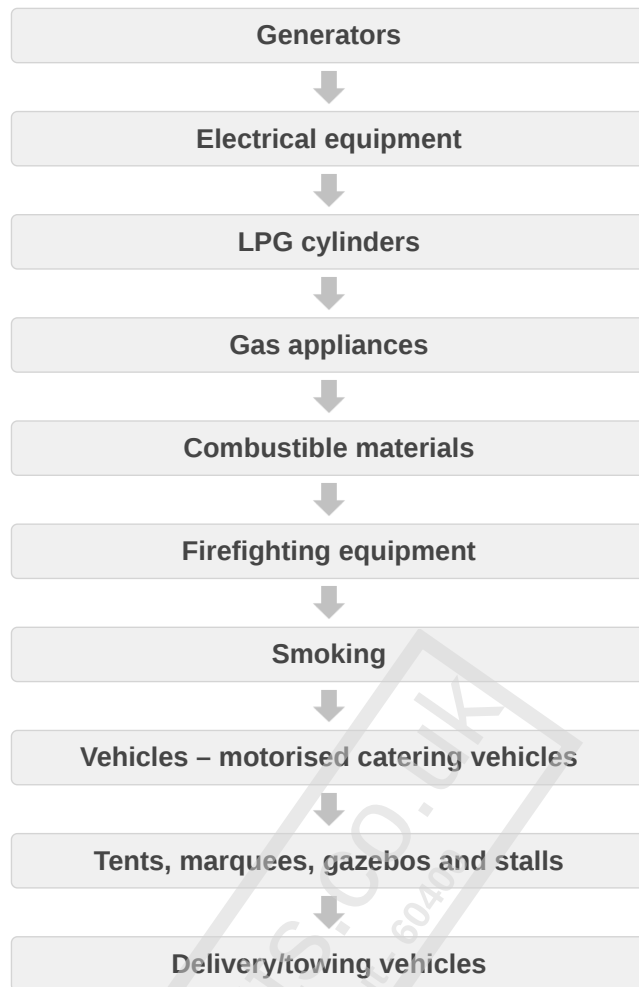 Generators
Electrical equipment
LPG cylinders
Gas appliances
Combustible materials
Firefighting equipment
Smoking
Vehicles – motorised catering vehicles
Tents, marquees, gazebos and stalls
Delivery/towing vehicles